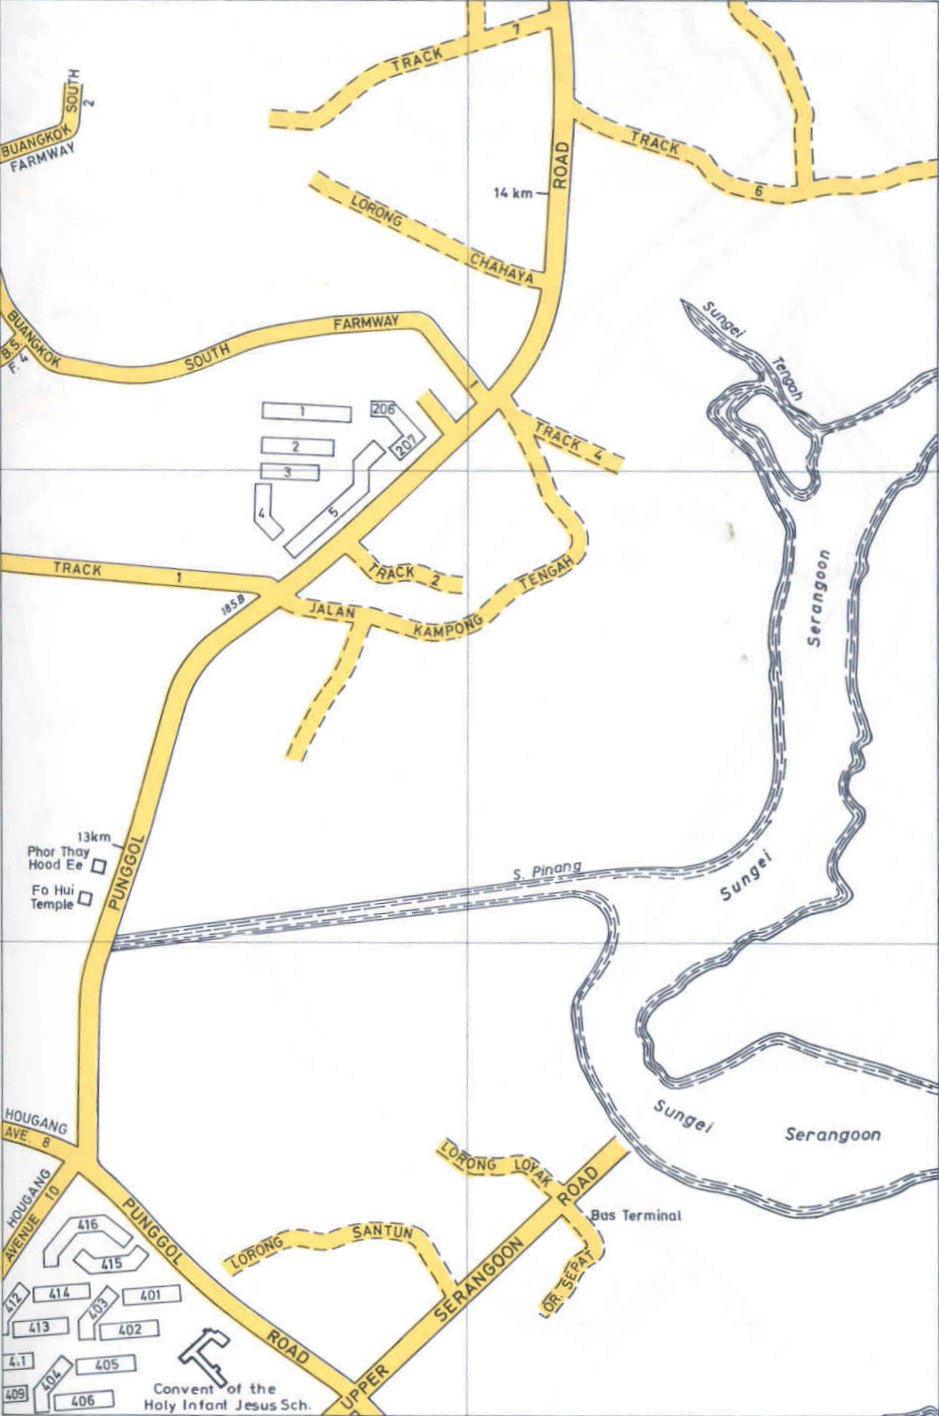 TRACK 7
SOUTH
2
BUANGKOK
FARMWAY
TRACK
6
ROAD
14 km
LORONG
CHAHAYA
BUANGKOK
SOUTH
FARMWAY
1
B.S.
F. 4
Sungei
Tengah
1
206
2
207
3
4
5
TRACK 4
TRACK 1
185B
TRACK 2
JALAN
KAMPONG
TENGAH
Serangoon
Sungei
13km
PUNGGOL
Phor Thay
Hood Ee
Fo Hui
Temple
S. Pinang
HOUGANG
AVE. 8
HOUGANG
AVENUE 10
Sungei
Serangoon
LORONG LOYAK
ROAD
Bus Terminal
PUNGGOL
ROAD
LORONG
SANTUN
SERANGOON
LOR. SEPAT
UPPER
416
415
412
414
403
401
413
402
411
404
405
409
406
Convent of the
Holy Infant Jesus Sch.